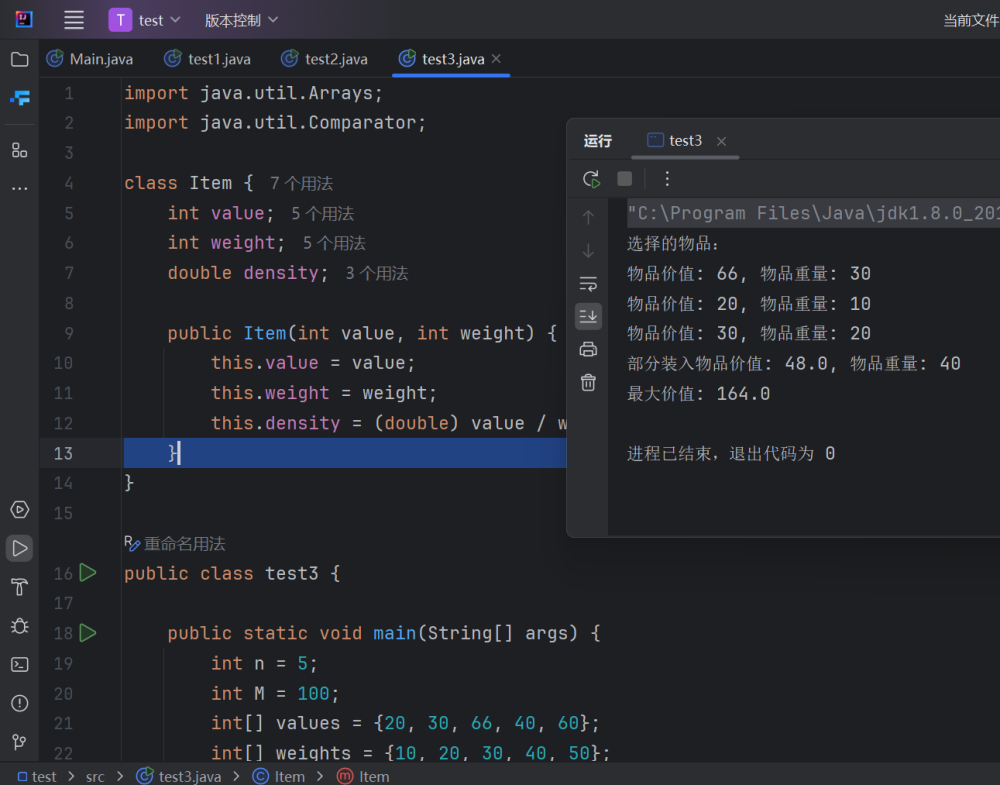 T test 版本控制 当前文件
Main.java test1.java test2.java test3.java
1 import java.util.Arrays;
2 import java.util.Comparator;
3
4 class Item { 7个用法
5 int value; 5个用法
6 int weight; 5个用法
7 double density; 3个用法
8
9 public Item(int value, int weight) {
10 this.value = value;
11 this.weight = weight;
12 this.density = (double) value / w
13 }
14 }
15
重命名用法
16 public class test3 {
17
18 public static void main(String[] args) {
19 int n = 5;
20 int M = 100;
21 int[] values = {20, 30, 66, 40, 60};
22 int[] weights = {10, 20, 30, 40, 50};
运行 test3
"C:\Program Files\Java\jdk1.8.0_201
选择的物品:
物品价值: 66, 物品重量: 30
物品价值: 20, 物品重量: 10
物品价值: 30, 物品重量: 20
部分装入物品价值: 48.0, 物品重量: 40
最大价值: 164.0
进程已结束，退出代码为 0
test > src > test3.java > Item > Item